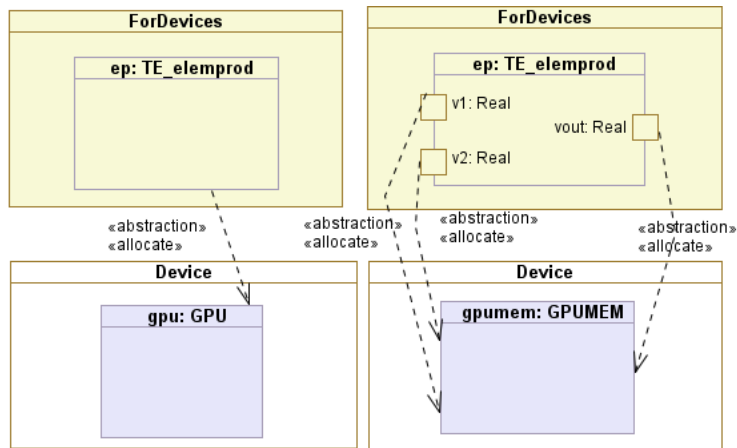 ForDevices
ep: TE_elemprod
«abstraction»
«allocate»
Device
gpu: GPU
ForDevices
ep: TE_elemprod
v1: Real
vout: Real
v2: Real
«abstraction»
«allocate»
«abstraction»
«allocate»
«abstraction»
«allocate»
Device
gpumem: GPUMEM